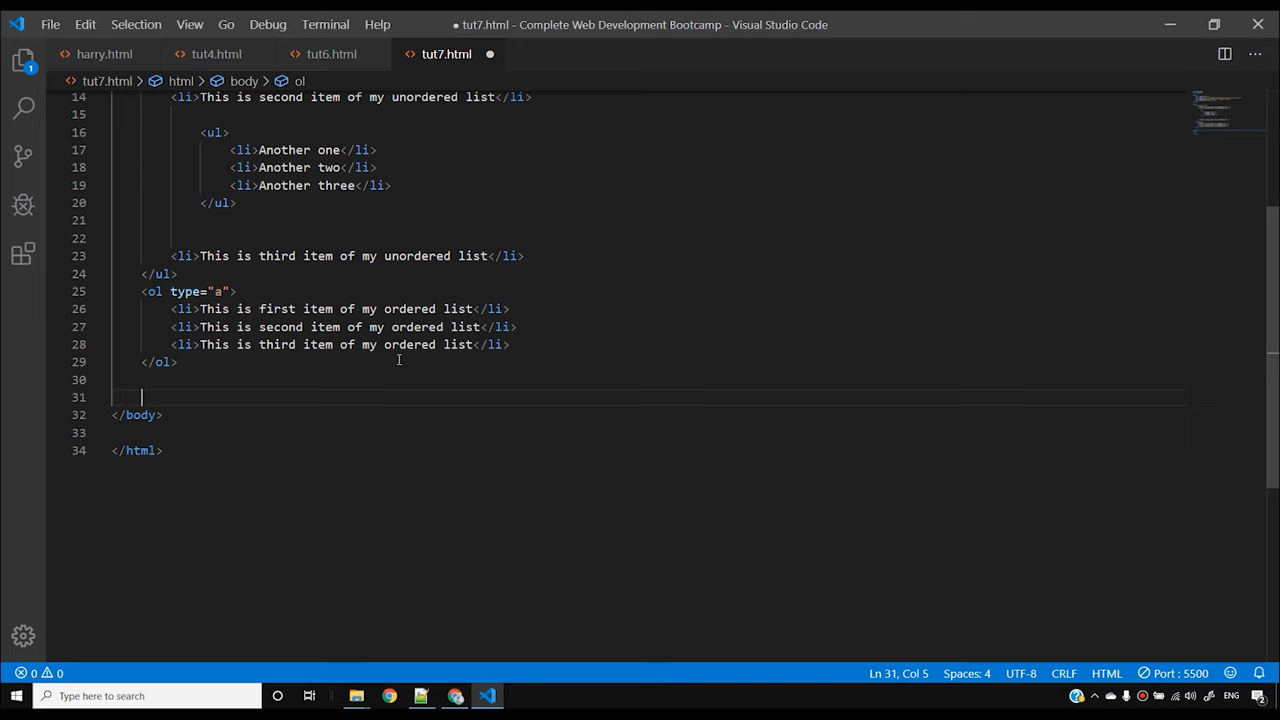 File Edit Selection View Go Debug Terminal Help ● tut7.html - Complete Web Development Bootcamp - Visual Studio Code
1
<> harry.html <> tut4.html <> tut6.html <> tut7.html ●
<> tut7.html > html > body > ol
14 <li>This is second item of my unordered list</li>
15
16 <ul>
17 <li>Another one</li>
18 <li>Another two</li>
19 <li>Another three</li>
20 </ul>
21
22
23 <li>This is third item of my unordered list</li>
24 </ul>
25 <ol type="a">
26 <li>This is first item of my ordered list</li>
27 <li>This is second item of my ordered list</li>
28 <li>This is third item of my ordered list</li>
29 </ol>
30
31
32 </body>
33
34 </html>
0 0 Ln 31, Col 5 Spaces: 4 UTF-8 CRLF HTML Port : 5500
Type here to search ENG 2